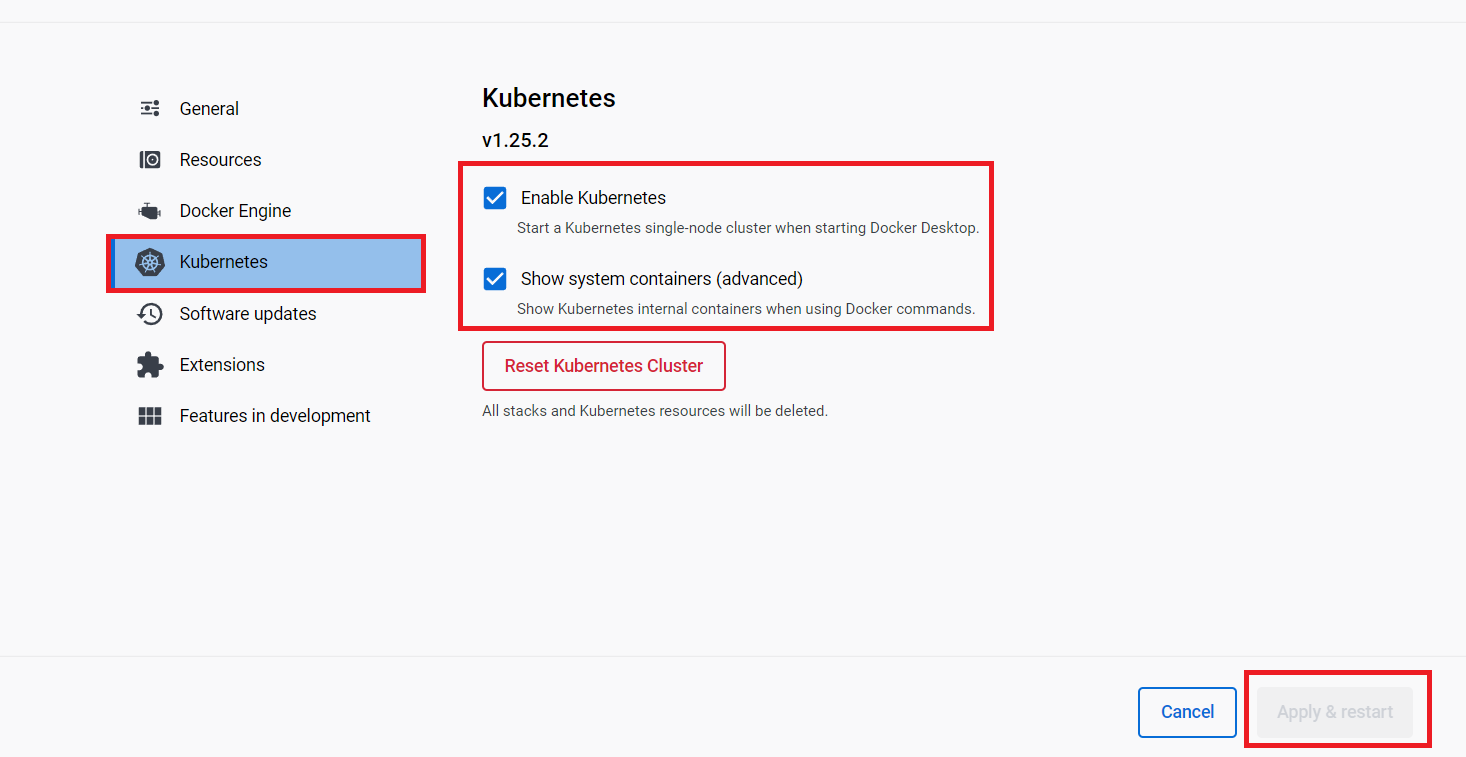 General
Resources
Docker Engine
Kubernetes
Software updates
Extensions
Features in development
Kubernetes
v1.25.2
Enable Kubernetes
Start a Kubernetes single-node cluster when starting Docker Desktop.
Show system containers (advanced)
Show Kubernetes internal containers when using Docker commands.
Reset Kubernetes Cluster
All stacks and Kubernetes resources will be deleted.
Cancel
Apply & restart